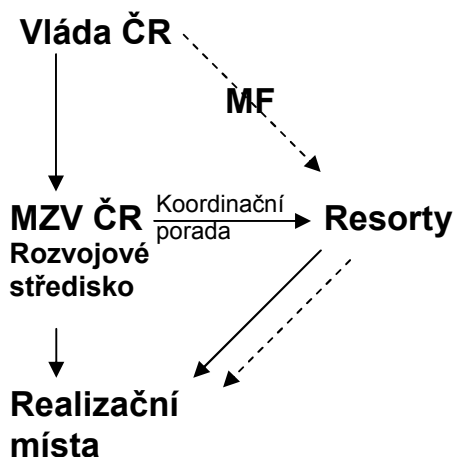 Vláda ČR
MF
MZV ČR
Rozvojové
středisko
Koordinační
porada
Resorty
Realizační
místa